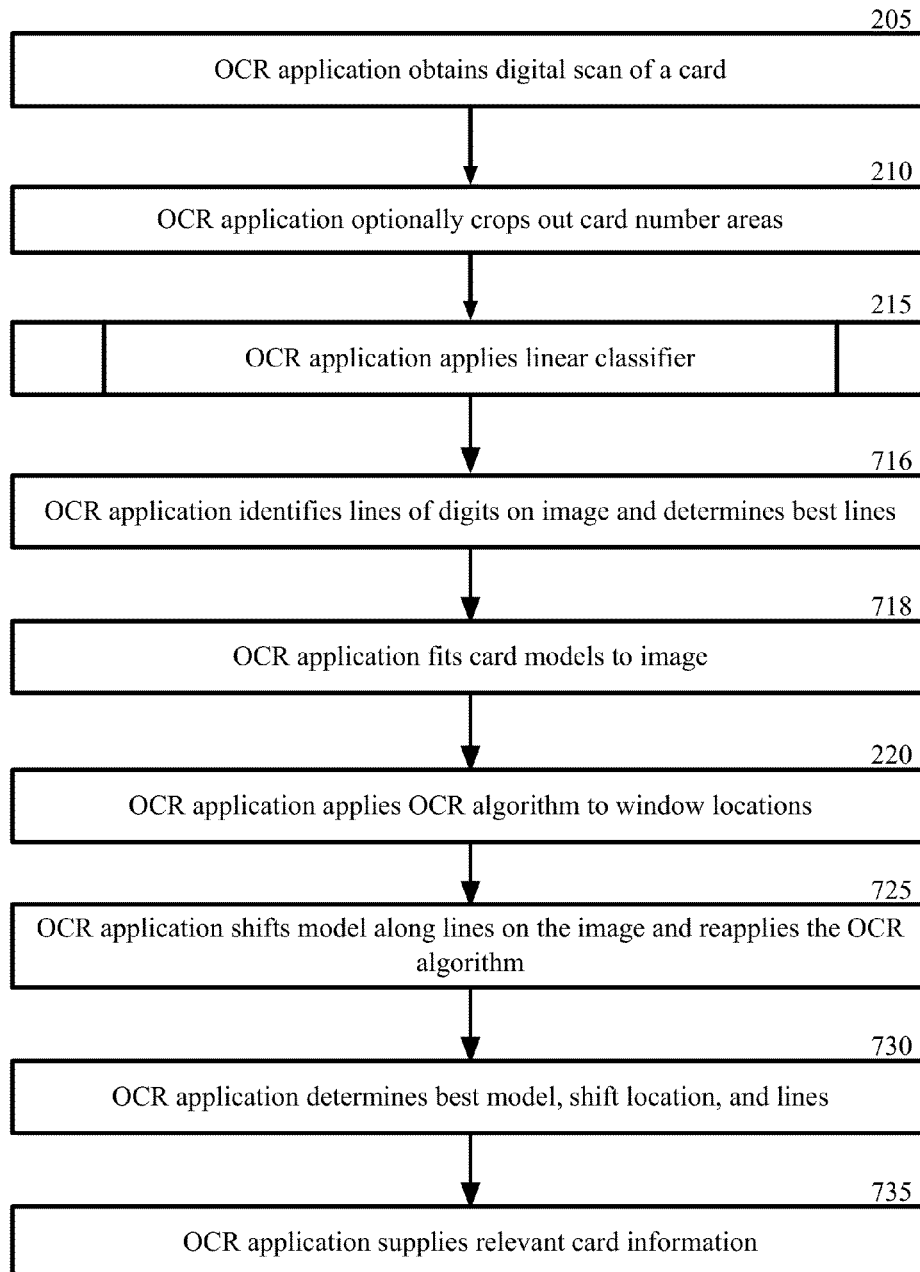 205
OCR application obtains digital scan of a card
210
OCR application optionally crops out card number areas
215
OCR application applies linear classifier
716
OCR application identifies lines of digits on image and determines best lines
718
OCR application fits card models to image
220
OCR application applies OCR algorithm to window locations
725
OCR application shifts model along lines on the image and reapplies the OCR
algorithm
730
OCR application determines best model, shift location, and lines
735
OCR application supplies relevant card information